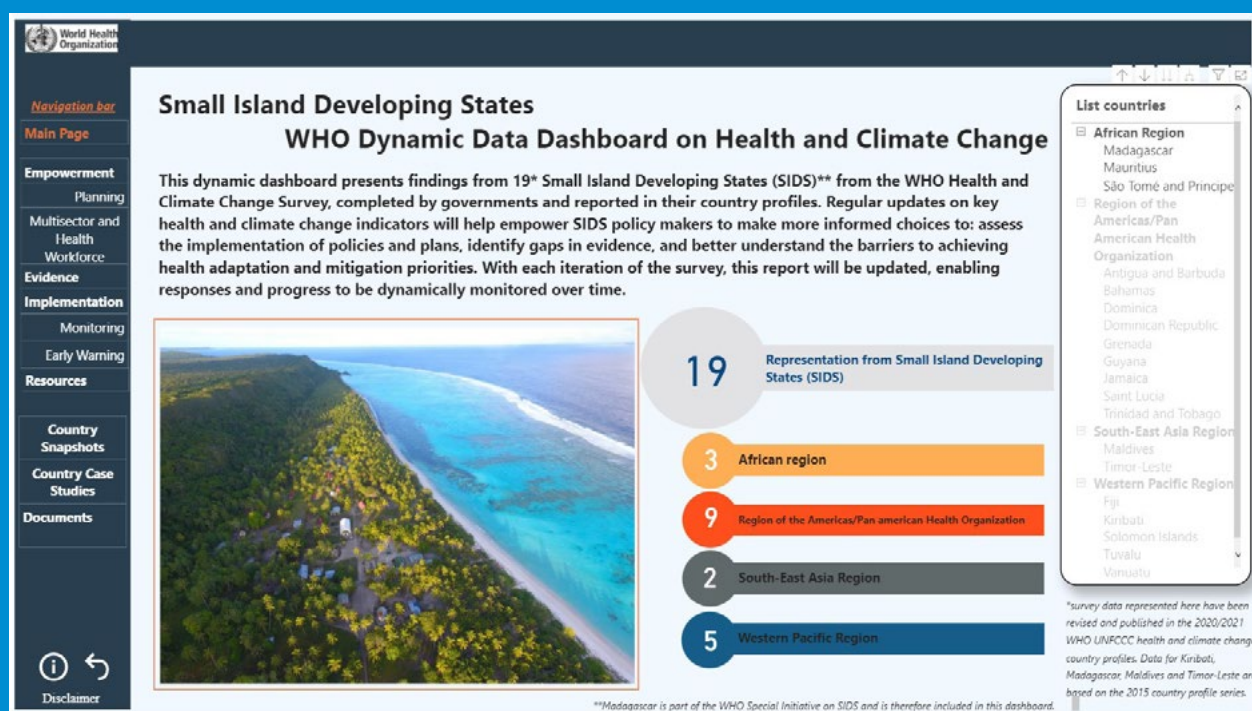 World Health
Organization
Navigation bar
Main Page
Empowerment
Planning
Multisector and
Health
Workforce
Evidence
Implementation
Monitoring
Early Warning
Resources
Country
Snapshots
Country Case
Studies
Documents
Disclaimer
Small Island Developing States
WHO Dynamic Data Dashboard on Health and Climate Change
This dynamic dashboard presents findings from 19* Small Island Developing States (SIDS)** from the WHO Health and
Climate Change Survey, completed by governments and reported in their country profiles. Regular updates on key
health and climate change indicators will help empower SIDS policy makers to make more informed choices to: assess
the implementation of policies and plans, identify gaps in evidence, and better understand the barriers to achieving
health adaptation and mitigation priorities. With each iteration of the survey, this report will be updated, enabling
responses and progress to be dynamically monitored over time.
19
Representation from Small Island Developing
States (SIDS)
3 African region
9 Region of the Americas/Pan american Health Organization
2 South-East Asia Region
5 Western Pacific Region
**Madagascar is part of the WHO Special Initiative on SIDS and is therefore included in this dashboard.
List countries
African Region
Madagascar
Mauritius
São Tomé and Principe
Region of the
Americas/Pan
American Health
Organization
Antigua and Barbuda
Bahamas
Dominica
Dominican Republic
Grenada
Guyana
Jamaica
Saint Lucia
Trinidad and Tobago
South-East Asia Region
Maldives
Timor-Leste
Western Pacific Region
Fiji
Kiribati
Solomon Islands
Tuvalu
Vanuatu
*survey data represented here have been
revised and published in the 2020/2021
WHO UNFCCC health and climate chang
country profiles. Data for Kiribati,
Madagascar, Maldives and Timor-Leste ar
based on the 2015 country profile series.